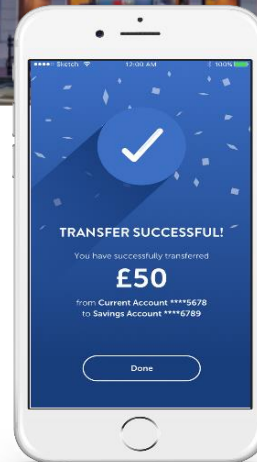 Sketch 12:00 AM 100%
TRANSFER SUCCESSFUL!
You have successfully transferred
£50
from Current Account ****5678
to Savings Account ****6789
Done